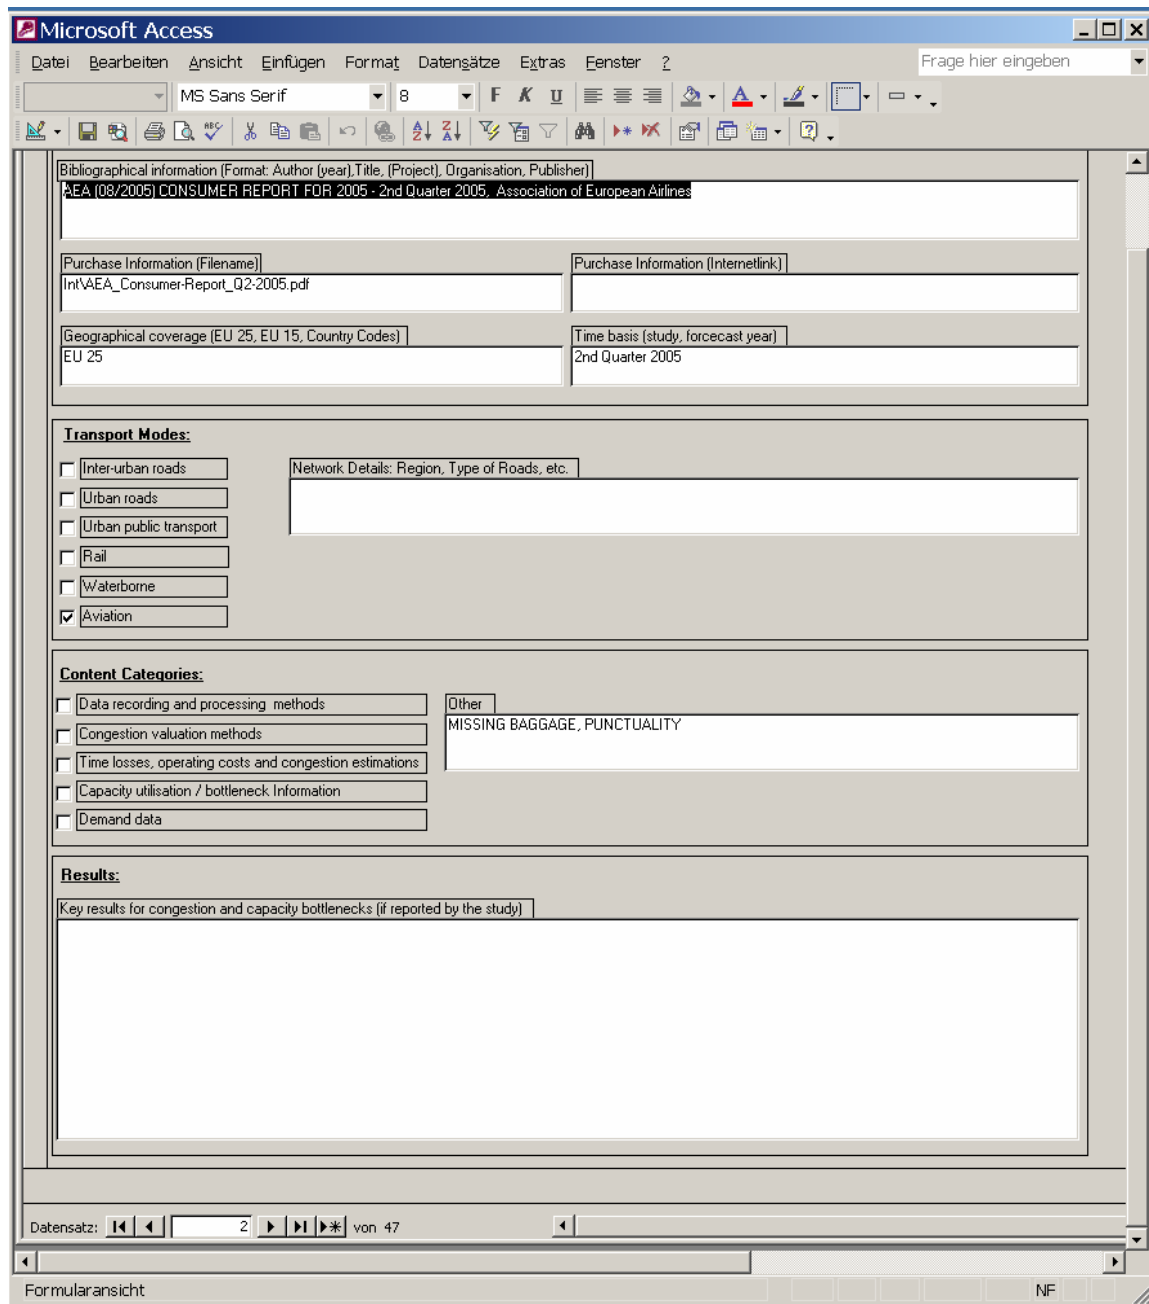 Microsoft Access
Datei Bearbeiten Ansicht Einfügen Format Datensätze Extras Fenster ? Frage hier eingeben
MS Sans Serif 8 F K U
Bibliographical information (Format: Author (year),Title, (Project), Organisation, Publisher)
AEA (08/2005) CONSUMER REPORT FOR 2005 - 2nd Quarter 2005, Association of European Airlines
Purchase Information (Filename) Purchase Information (Internetlink)
Int\AEA_Consumer-Report_Q2-2005.pdf
Geographical coverage (EU 25, EU 15, Country Codes) Time basis (study, forcecast year)
EU 25 2nd Quarter 2005
Transport Modes:
Inter-urban roads Network Details: Region, Type of Roads, etc.
Urban roads
Urban public transport
Rail
Waterborne
Aviation
Content Categories:
Data recording and processing methods Other
MISSING BAGGAGE, PUNCTUALITY
Congestion valuation methods
Time losses, operating costs and congestion estimations
Capacity utilisation / bottleneck Information
Demand data
Results:
Key results for congestion and capacity bottlenecks (if reported by the study)
Datensatz: 2 von 47
Formularansicht NF